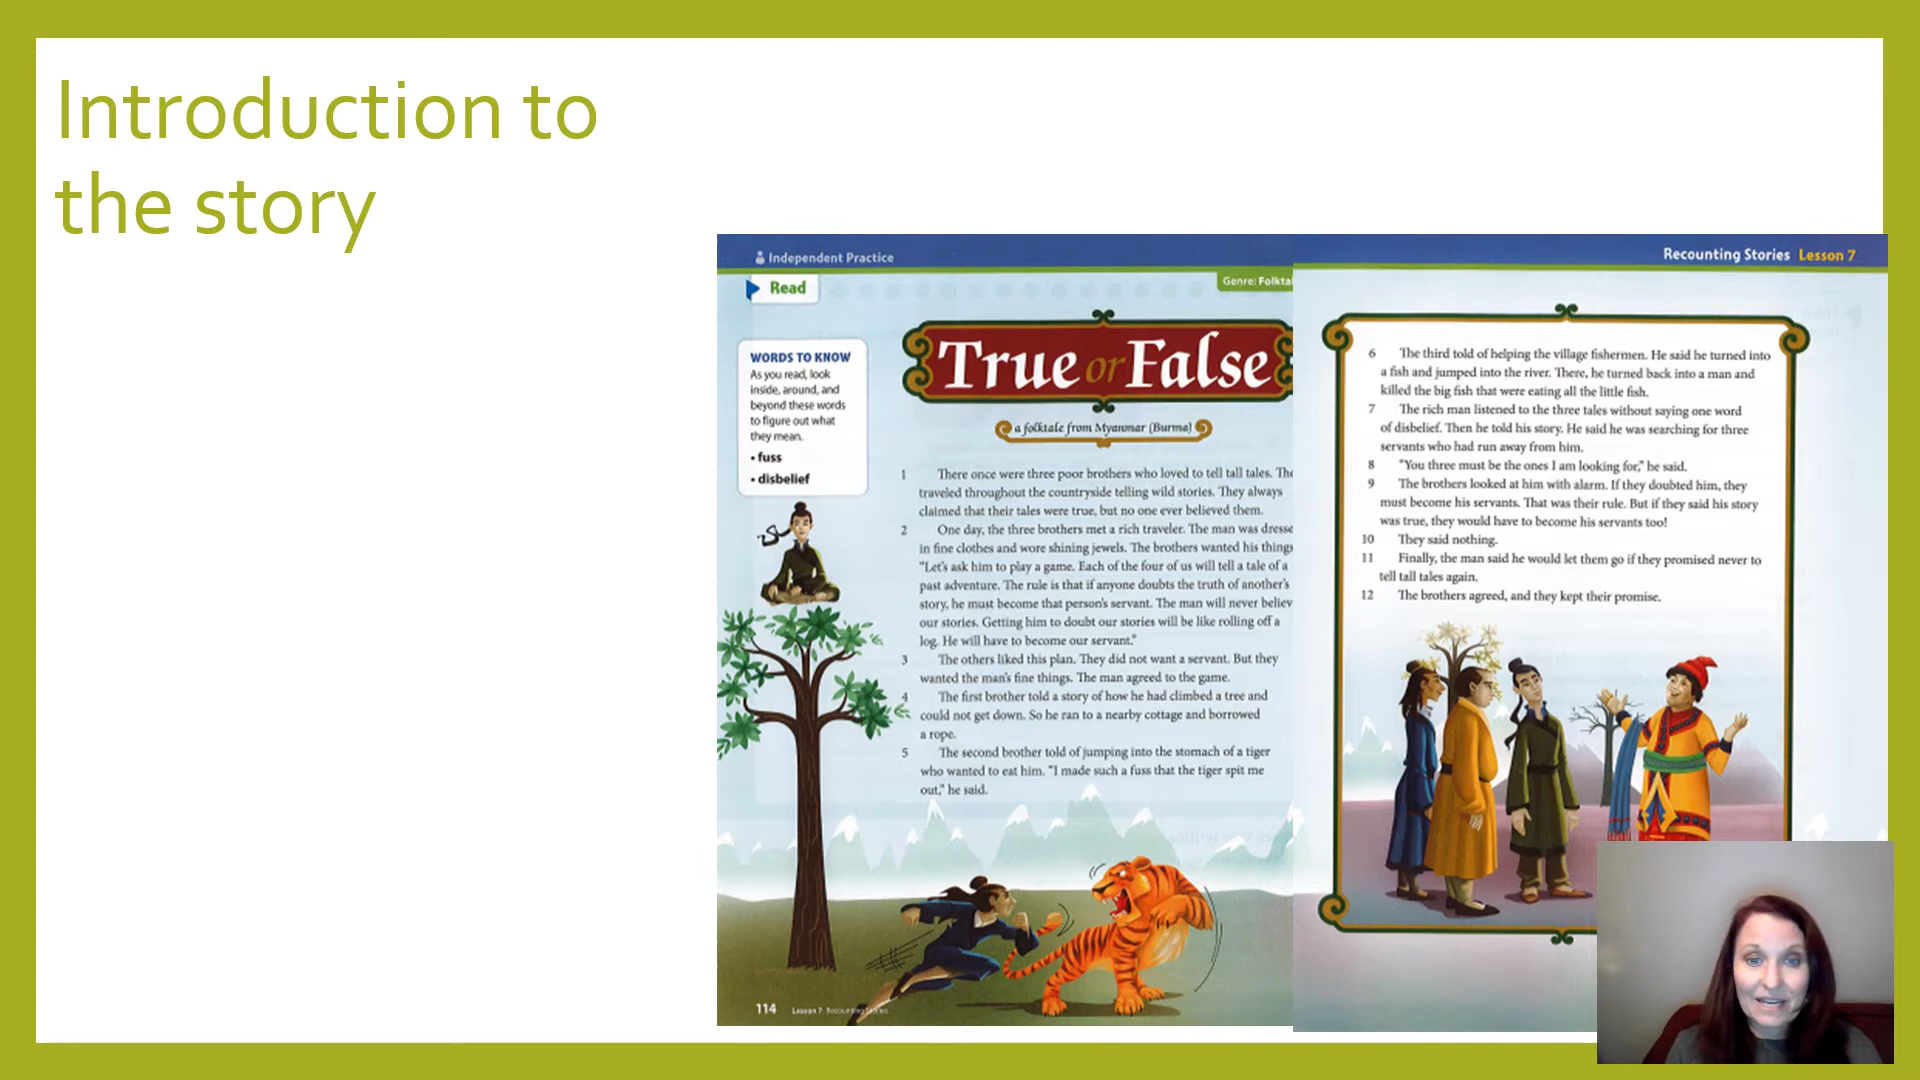 Introduction to
the story
Independent Practice
Read
Genre: Folkta
WORDS TO KNOW
As you read, look
inside, around, and
beyond these words
to figure out what
they mean.
• fuss
• disbelief
True or False
a folktale from Myanmar (Burma)
1 There once were three poor brothers who loved to tell tall tales. The
traveled throughout the countryside telling wild stories. They always
claimed that their tales were true, but no one ever believed them.
2 One day, the three brothers met a rich traveler. The man was dresse
in fine clothes and wore shining jewels. The brothers wanted his things
"Let's ask him to play a game. Each of the four of us will tell a tale of a
past adventure. The rule is that if anyone doubts the truth of another's
story, he must become that person's servant. The man will never believ
our stories. Getting him to doubt our stories will be like rolling off a
log. He will have to become our servant."
3 The others liked this plan. They did not want a servant. But they
wanted the man's fine things. The man agreed to the game.
4 The first brother told a story of how he had climbed a tree and
could not get down. So he ran to a nearby cottage and borrowed
a rope.
5 The second brother told of jumping into the stomach of a tiger
who wanted to eat him. "I made such a fuss that the tiger spit me
out," he said.
114 Lesson 7 Recounting Stories
Recounting Stories Lesson 7
6 The third told of helping the village fishermen. He said he turned into
a fish and jumped into the river. There, he turned back into a man and
killed the big fish that were eating all the little fish.
7 The rich man listened to the three tales without saying one word
of disbelief. Then he told his story. He said he was searching for three
servants who had run away from him.
8 "You three must be the ones I am looking for," he said.
9 The brothers looked at him with alarm. If they doubted him, they
must become his servants. That was their rule. But if they said his story
was true, they would have to become his servants too!
10 They said nothing.
11 Finally, the man said he would let them go if they promised never to
tell tall tales again.
12 The brothers agreed, and they kept their promise.